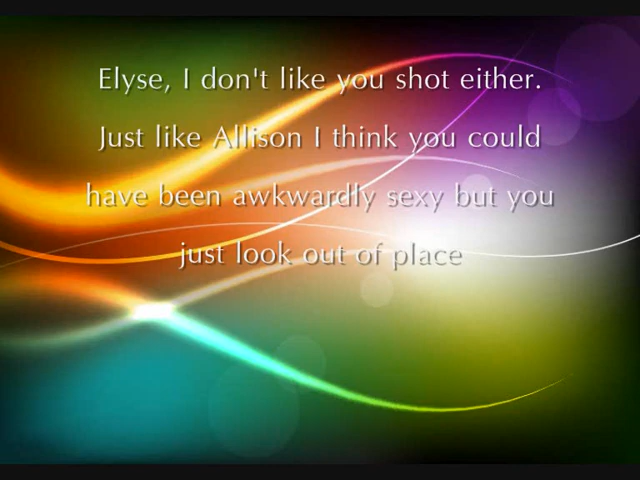 Elyse, I don't like you shot either.
Just like Allison I think you could
have been awkwardly sexy but you
just look out of place